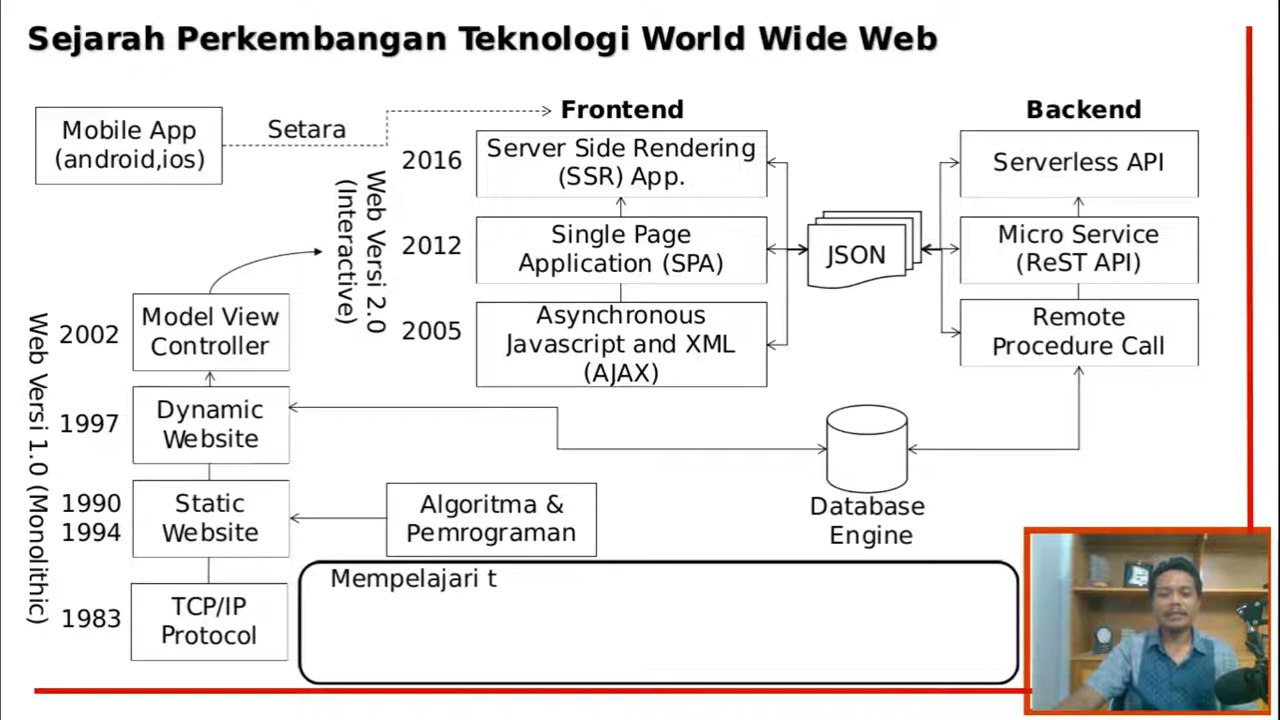 Sejarah Perkembangan Teknologi World Wide Web
Mobile App
(android,ios)
Setara
Frontend
Backend
2016
Server Side Rendering
(SSR) App.
Serverless API
Web Versi 2.0
(Interactive)
2012
Single Page
Application (SPA)
JSON
Micro Service
(ReST API)
2005
Asynchronous
Javascript and XML
(AJAX)
Remote
Procedure Call
Web Versi 1.0 (Monolithic)
2002
Model View
Controller
1997
Dynamic
Website
1990
1994
Static
Website
Algoritma &
Pemrograman
Database
Engine
1983
TCP/IP
Protocol
Mempelajari t